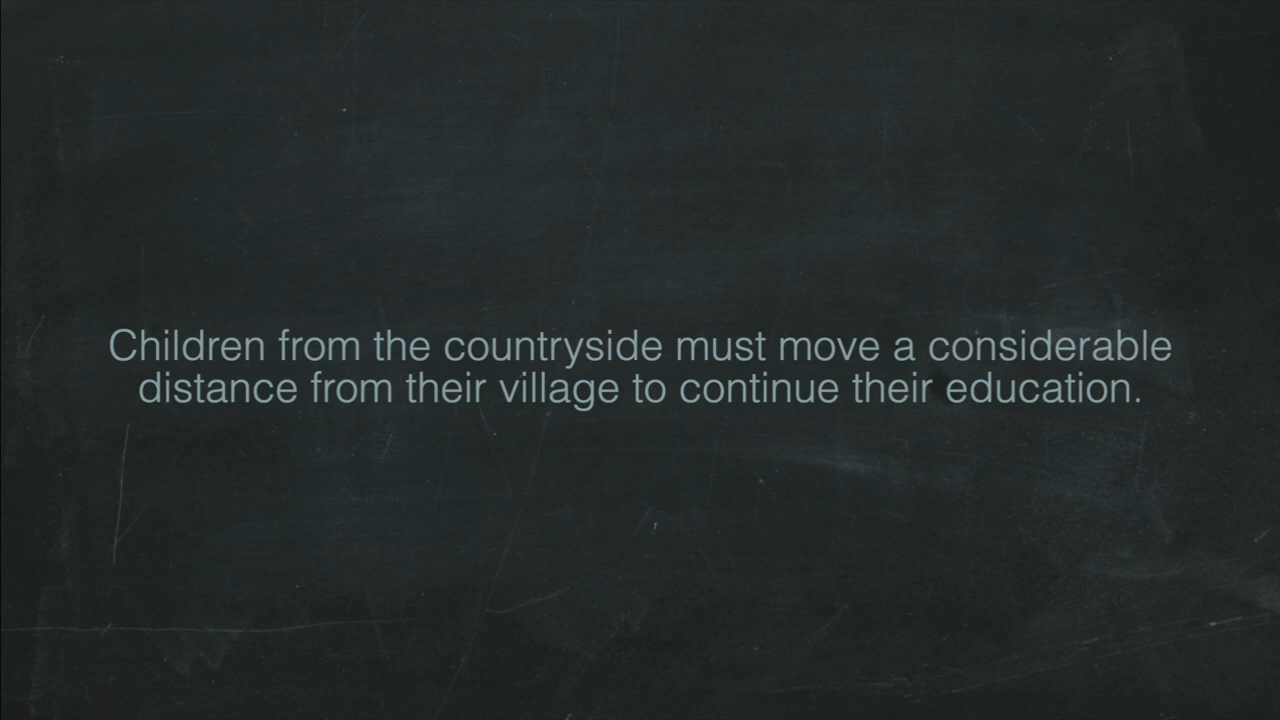 Children from the countryside must move a considerable
distance from their village to continue their education.